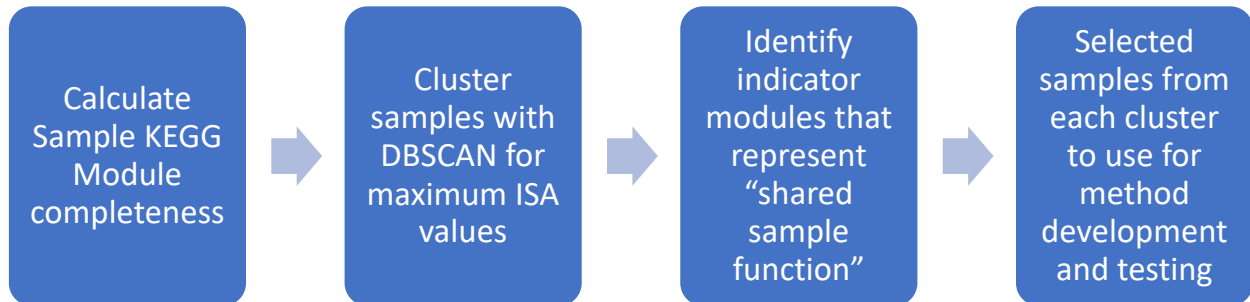 Calculate
Sample KEGG
Module
completeness
Cluster
samples with
DBSCAN for
maximum ISA
values
Identify
indicator
modules that
represent
“shared
sample
function”
Selected
samples from
each cluster
to use for
method
development
and testing